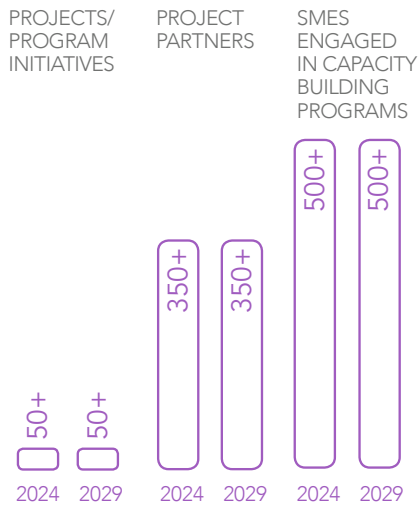 PROJECTS/
PROGRAM
INITIATIVES
PROJECT
PARTNERS
SMES
ENGAGED
IN CAPACITY
BUILDING
PROGRAMS
50+
50+
350+
350+
500+
500+
2024
2029
2024
2029
2024
2029